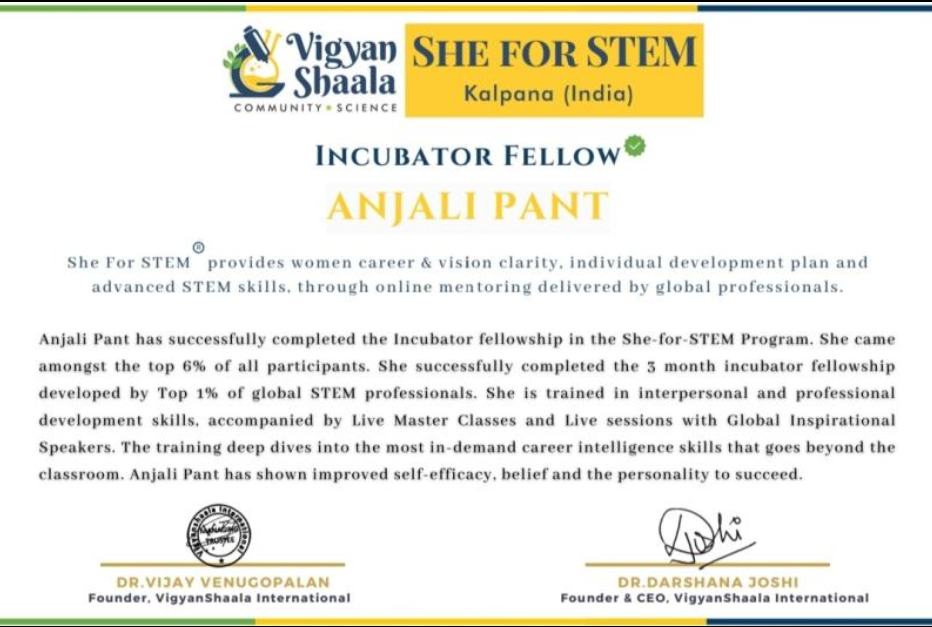 Vigyan
Shaala
COMMUNITY • SCIENCE
SHE FOR STEM
Kalpana (India)
INCUBATOR FELLOW
ANJALI PANT
She For STEM® provides women career & vision clarity, individual development plan and
advanced STEM skills, through online mentoring delivered by global professionals.
Anjali Pant has successfully completed the Incubator fellowship in the She-for-STEM Program. She came
amongst the top 6% of all participants. She successfully completed the 3 month incubator fellowship
developed by Top 1% of global STEM professionals. She is trained in interpersonal and professional
development skills, accompanied by Live Master Classes and Live sessions with Global Inspirational
Speakers. The training deep dives into the most in-demand career intelligence skills that goes beyond the
classroom. Anjali Pant has shown improved self-efficacy, belief and the personality to succeed.
Vigyanshaala International
TRUSTEE
DJoshi
DR.VIJAY VENUGOPALAN
Founder, VigyanShaala International
DR.DARSHANA JOSHI
Founder & CEO, VigyanShaala International